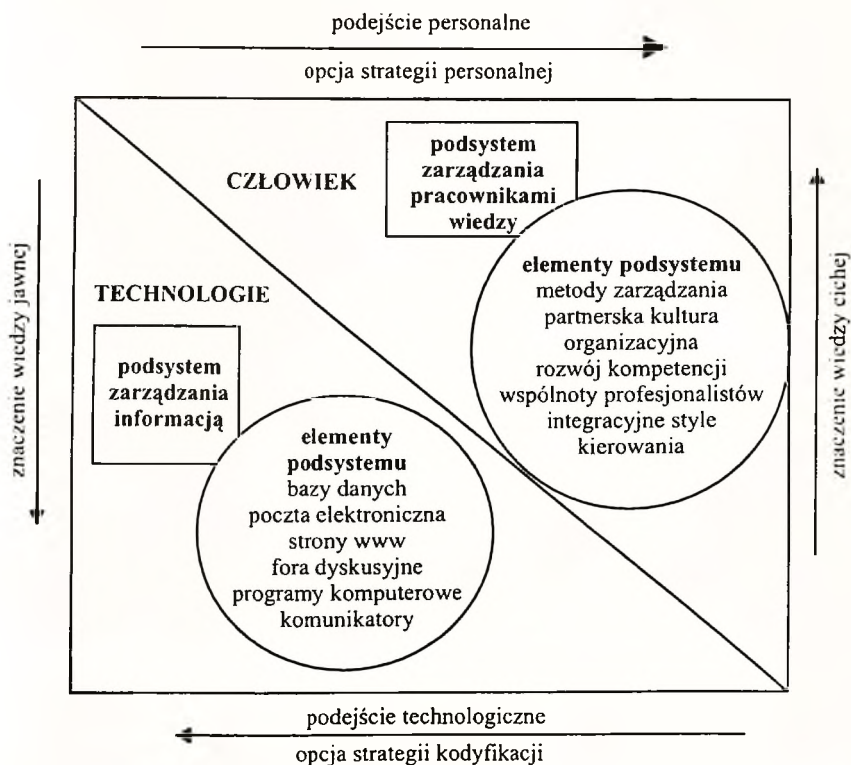 podejście personalne
opcja strategii personalnej
podsystem
zarządzania
pracownikami
wiedzy
CZŁOWIEK
znaczenie wiedzy jawnej
znaczenie wiedzy cichej
elementy podsystemu
metody zarządzania
partnerska kultura
organizacyjna
rozwój kompetencji
wspólnoty profesjonalistów
integracyjne style
kierowania
TECHNOLOGIE
podsystem
zarządzania
informacją
elementy
podsystemu
bazy danych
poczta elektroniczna
strony www
fora dyskusyjne
programy komputerowe
komunikatory
podejście technologiczne
opcja strategii kodyfikacji